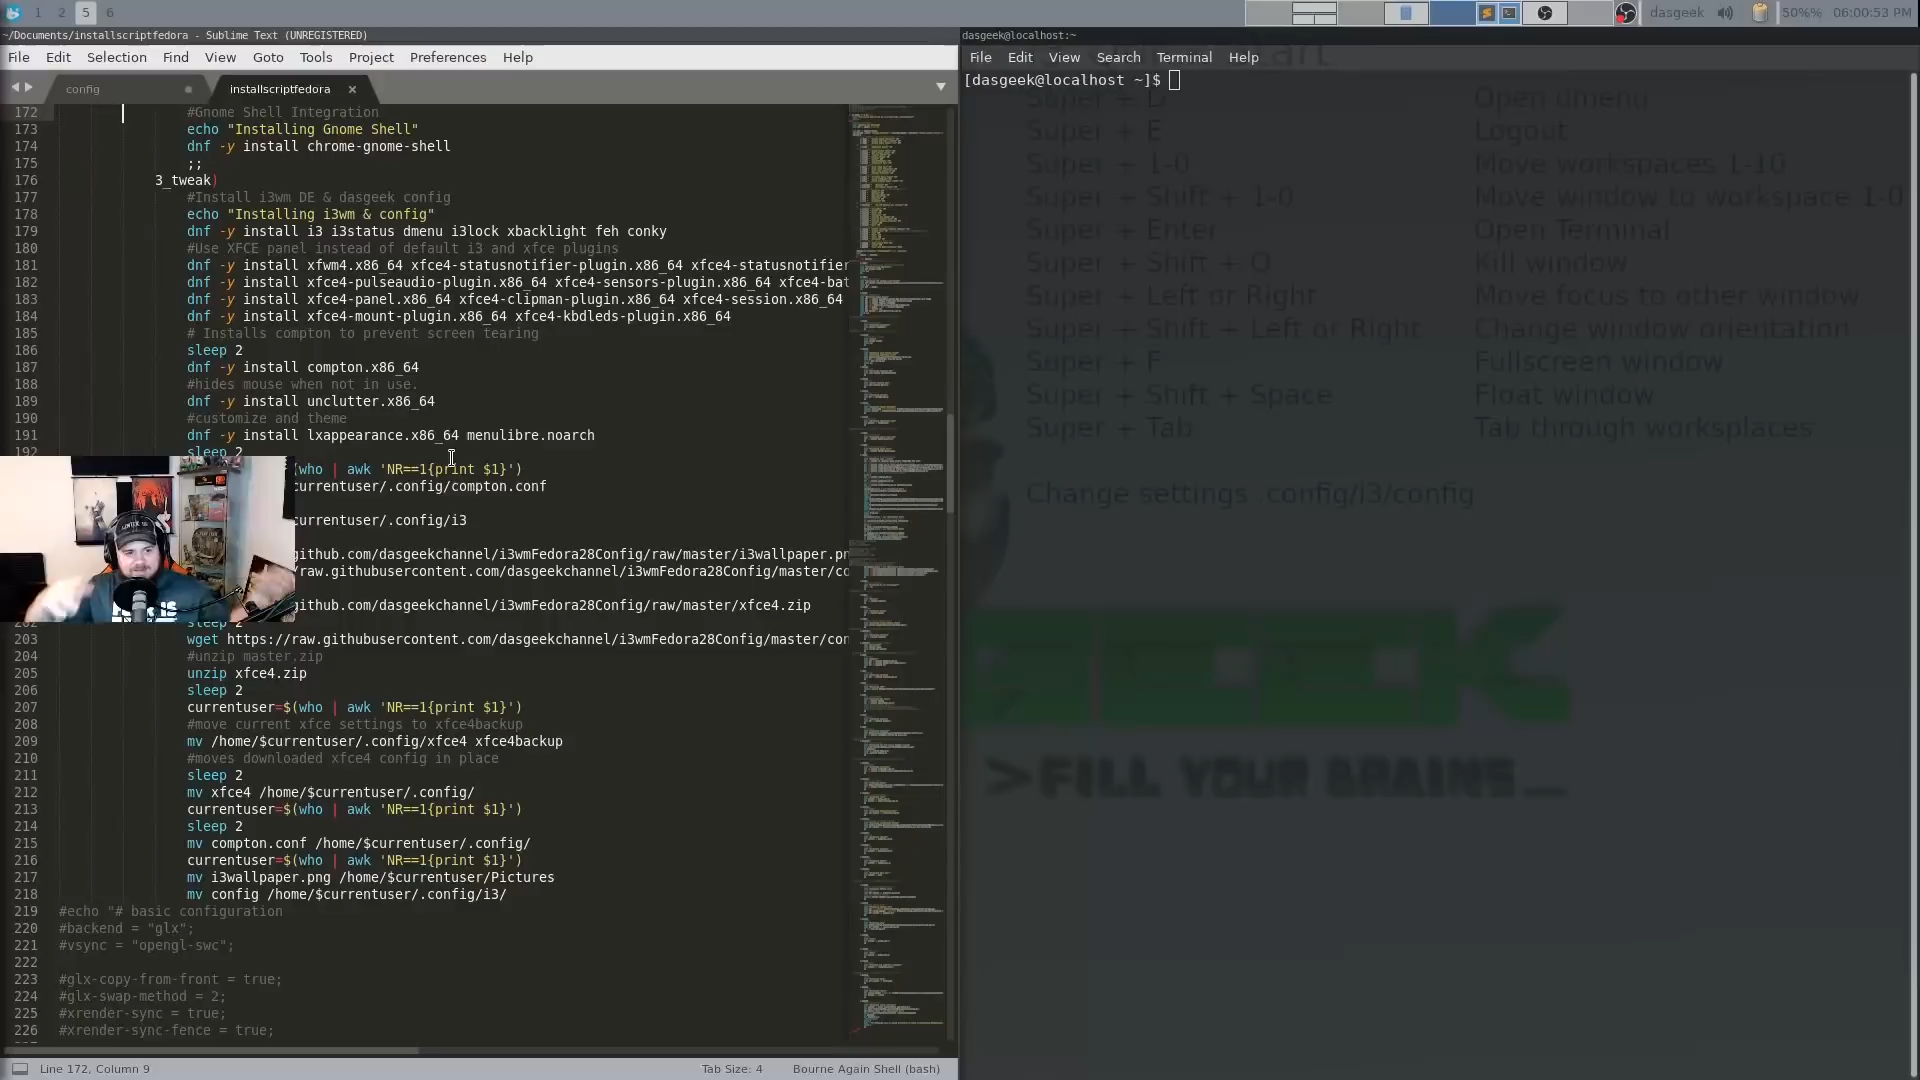 1 2 5 6
dasgeek 50%% 06:00:53 PM
~/Documents/installscriptfedora - Sublime Text (UNREGISTERED)
File Edit Selection Find View Goto Tools Project Preferences Help
config installscriptfedora
172 #Gnome Shell Integration
173 echo "Installing Gnome Shell"
174 dnf -y install chrome-gnome-shell
175 ;;
176 3_tweak)
177 #Install i3wm DE & dasgeek config
178 echo "Installing i3wm & config"
179 dnf -y install i3 i3status dmenu i3lock xbacklight feh conky
180 #Use XFCE panel instead of default i3 and xfce plugins
181 dnf -y install xfwm4.x86_64 xfce4-statusnotifier-plugin.x86_64 xfce4-statusnotifier
182 dnf -y install xfce4-pulseaudio-plugin.x86_64 xfce4-sensors-plugin.x86_64 xfce4-bat
183 dnf -y install xfce4-panel.x86_64 xfce4-clipman-plugin.x86_64 xfce4-session.x86_64
184 dnf -y install xfce4-mount-plugin.x86_64 xfce4-kbdleds-plugin.x86_64
185 # Installs compton to prevent screen tearing
186 sleep 2
187 dnf -y install compton.x86_64
188 #hides mouse when not in use.
189 dnf -y install unclutter.x86_64
190 #customize and theme
191 dnf -y install lxappearance.x86_64 menulibre.noarch
192 sleep 2
(who | awk 'NR==1{print $1}')
currentuser/.config/compton.conf
currentuser/.config/i3
github.com/dasgeekchannel/i3wmFedora28Config/raw/master/i3wallpaper.pn
/raw.githubusercontent.com/dasgeekchannel/i3wmFedora28Config/master/co
github.com/dasgeekchannel/i3wmFedora28Config/raw/master/xfce4.zip
202 sleep 2
203 wget https://raw.githubusercontent.com/dasgeekchannel/i3wmFedora28Config/master/con
204 #unzip master.zip
205 unzip xfce4.zip
206 sleep 2
207 currentuser=$(who | awk 'NR==1{print $1}')
208 #move current xfce settings to xfce4backup
209 mv /home/$currentuser/.config/xfce4 xfce4backup
210 #moves downloaded xfce4 config in place
211 sleep 2
212 mv xfce4 /home/$currentuser/.config/
213 currentuser=$(who | awk 'NR==1{print $1}')
214 sleep 2
215 mv compton.conf /home/$currentuser/.config/
216 currentuser=$(who | awk 'NR==1{print $1}')
217 mv i3wallpaper.png /home/$currentuser/Pictures
218 mv config /home/$currentuser/.config/i3/
219 #echo "# basic configuration
220 #backend = "glx";
221 #vsync = "opengl-swc";
222
223 #glx-copy-from-front = true;
224 #glx-swap-method = 2;
225 #xrender-sync = true;
226 #xrender-sync-fence = true;
Line 172, Column 9 Tab Size: 4 Bourne Again Shell (bash)
dasgeek@localhost:~
File Edit View Search Terminal Help
[dasgeek@localhost ~]$
Super + D Open dmenu
Super + E Logout
Super + 1-0 Move workspaces 1-10
Super + Shift + 1-0 Move window to workspace 1-0
Super + Enter Open Terminal
Super + Shift + Q Kill window
Super + Left or Right Move focus to other window
Super + Shift + Left or Right Change window orientation
Super + F Fullscreen window
Super + Shift + Space Float window
Super + Tab Tab through worksplaces
Change settings .config/i3/config
GEEK
>FILL YOUR BRAINS_